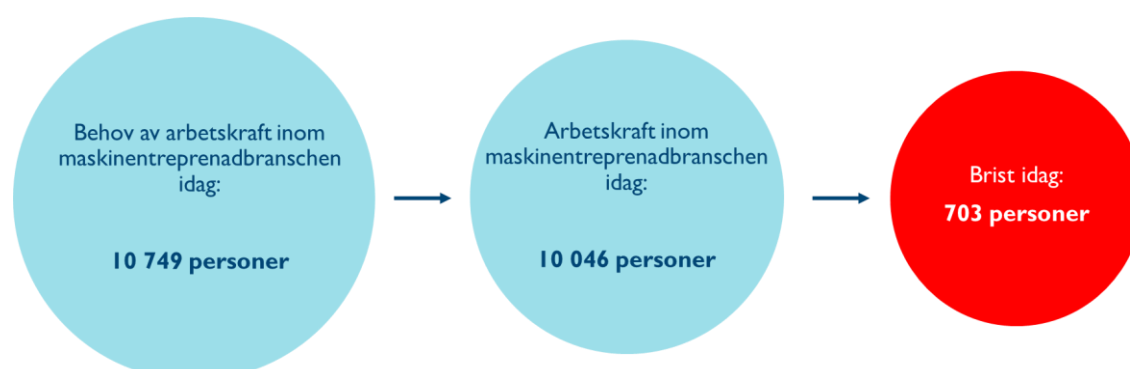 Behov av arbetskraft inom
maskinentreprenadbranschen
idag:
10 749 personer
Arbetskraft inom
maskinentreprenadbranschen
idag:
10 046 personer
Brist idag:
703 personer